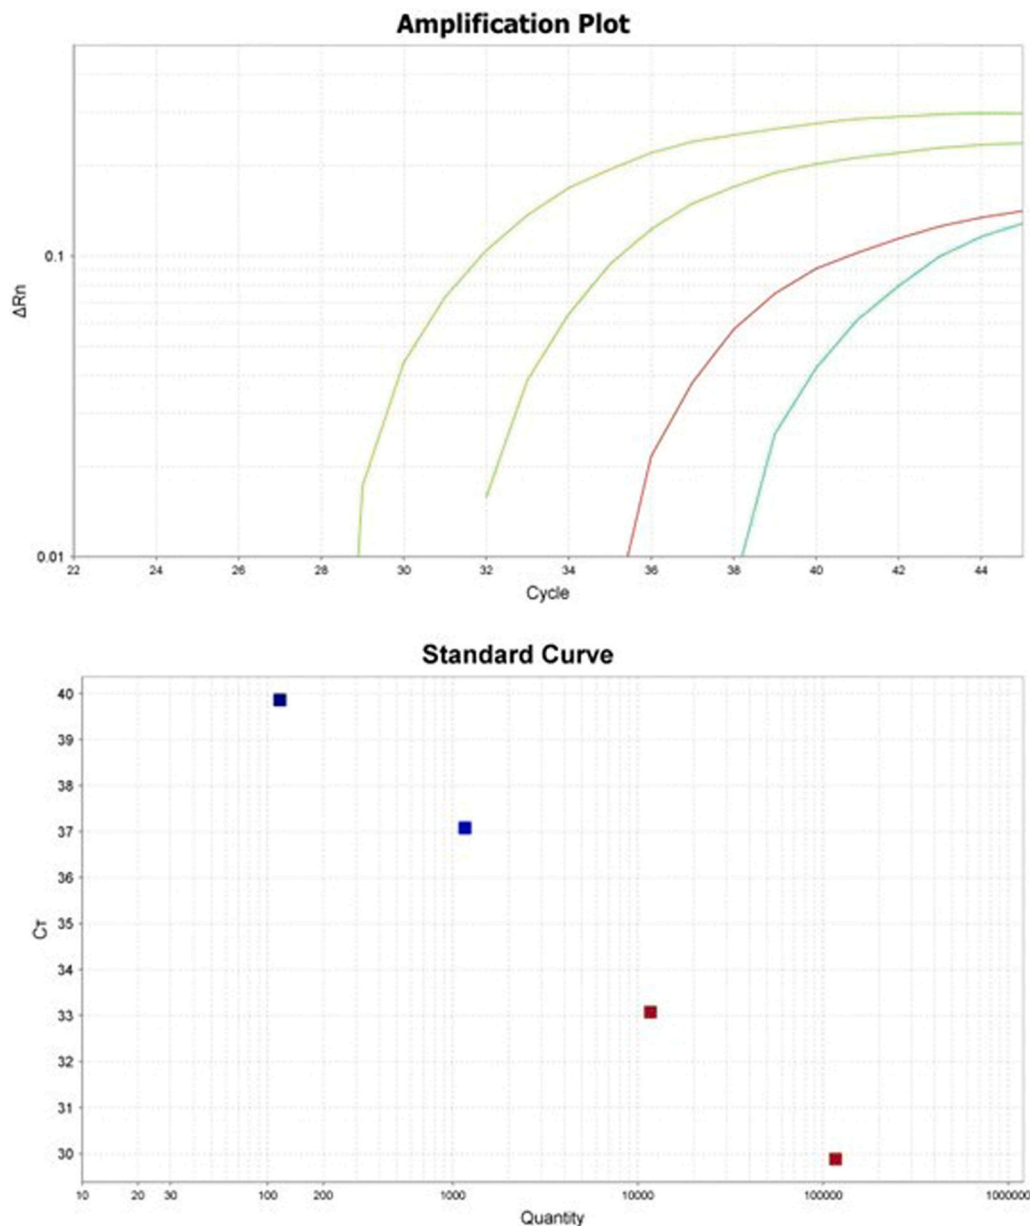 Amplification Plot
0.1
ΔRn
0.01
22 24 26 28 30 32 34 36 38 40 42 44
Cycle
Standard Curve
40
39
38
37
36
35
Cт
34
33
32
31
30
10 20 30 100 200 1000 10000 100000 1000000
Quantity